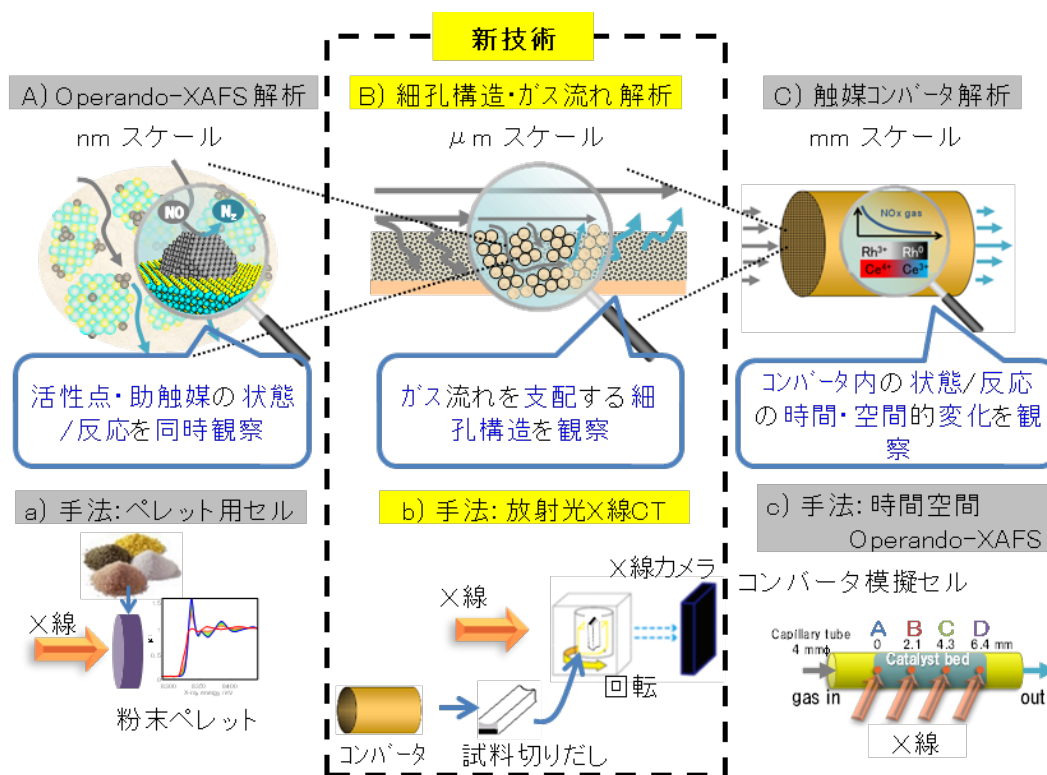 新技術
A) Operando-XAFS 解析
nm スケール
NO
N2
活性点・助触媒の状態
/反応を同時観察
B) 細孔構造・ガス流れ 解析
μm スケール
ガス流れを支配する細
孔構造を観察
C) 触媒コンバータ解析
mm スケール
NOx gas
Rh3+ Rh0
Ce4+ Ce3+
コンバータ内の状態/反応
の時間・空間的変化を観
察
a) 手法:ペレット用セル
X線
1.5
1
0.5
0
X-ray energy (eV)
粉末ペレット
b) 手法: 放射光X線CT
X線カメラ
X線
回転
コンバータ
試料切りだし
c) 手法: 時間空間
Operando-XAFS
コンバータ模擬セル
A B C D
Capillary tube
4 mmϕ
0 2.1 4.3 6.4 mm
Catalyst bed
gas in
out
X線